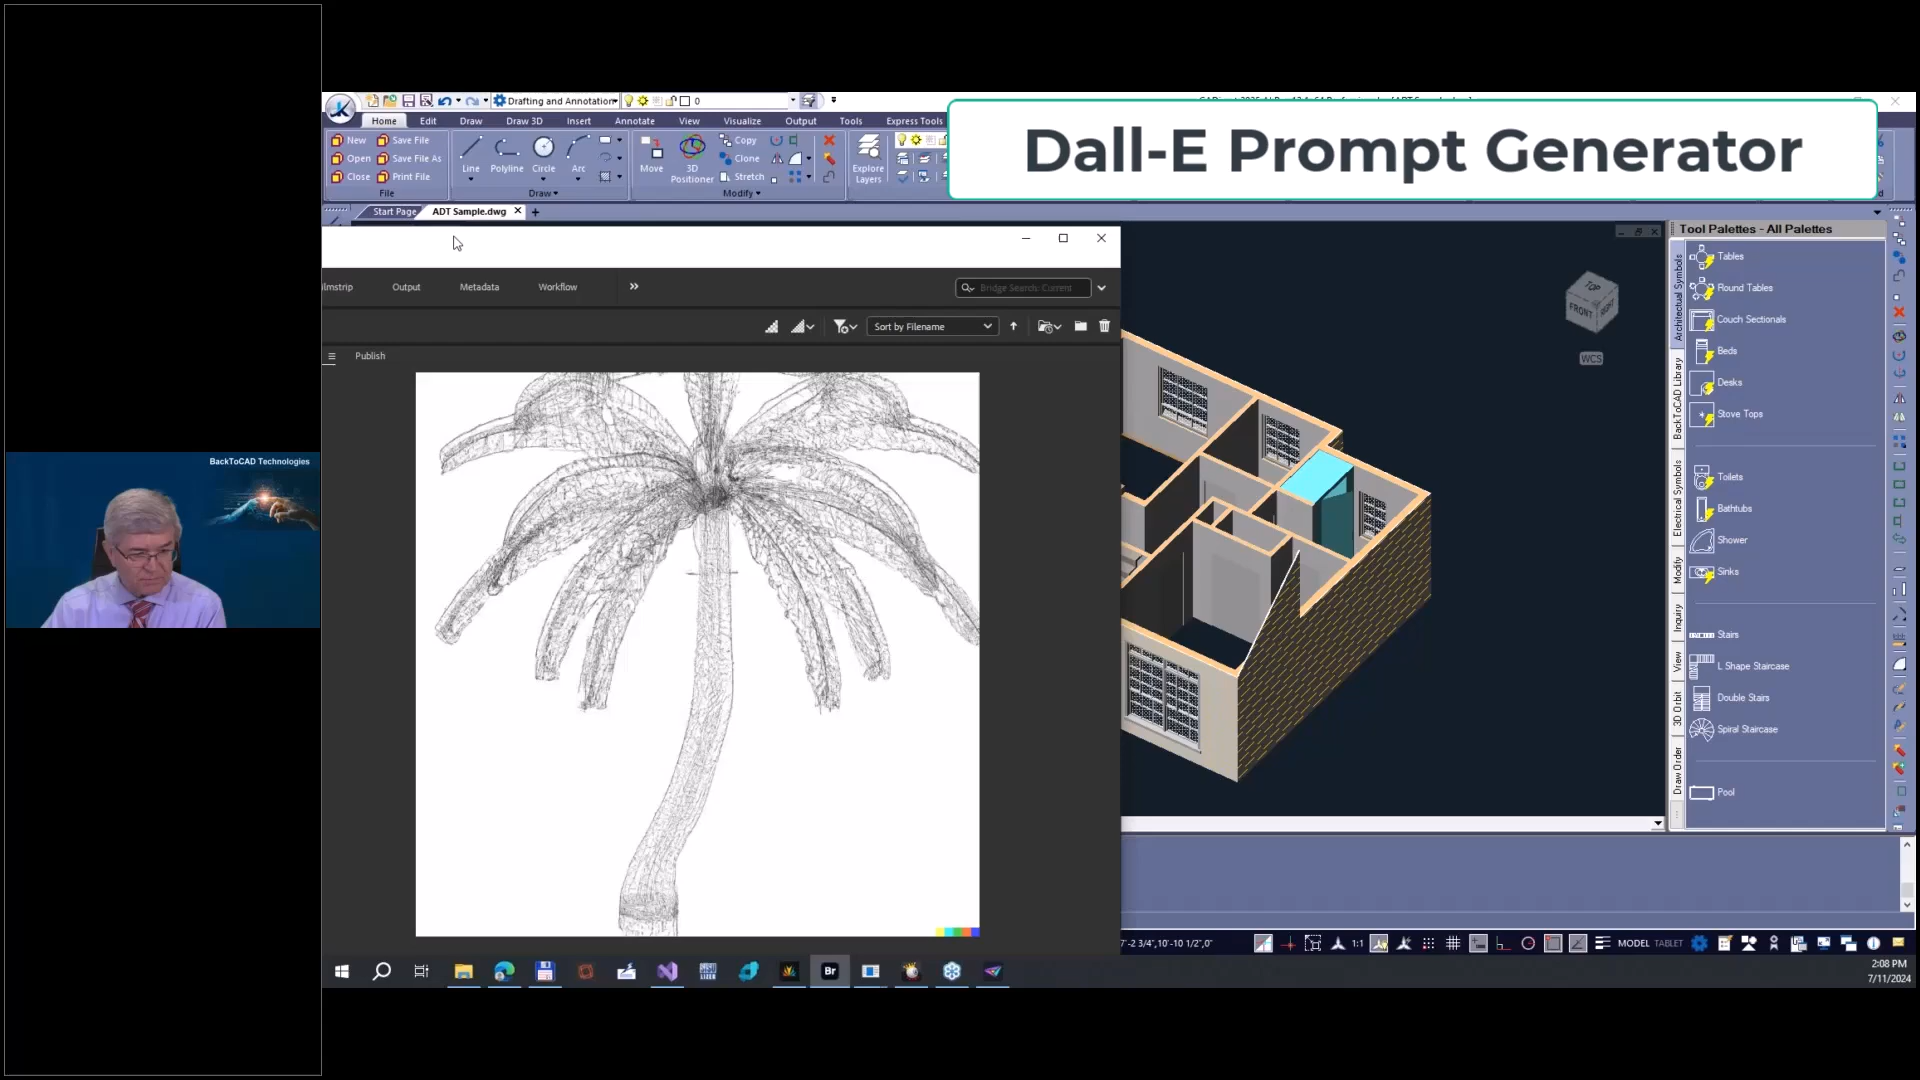 BackToCAD Technologies
Drafting and Annotation
0
Dall-E Prompt Generator
Home Edit Draw Draw 3D Insert Annotate View Visualize Output Tools Express Tools
New Save File
Open Save File As
Close Print File
File
Line Polyline Circle Arc
Draw
Move 3D Positioner
Copy
Clone
Stretch
Modify
Explore Layers
Start Page ADT Sample.dwg
Output Metadata Workflow
Bridge Search: Current
Sort by Filename
Publish
TOP
FRONT RIGHT
WCS
Tool Palettes - All Palettes
Architectural Symbols
BackToCAD Library
Electrical Symbols
Modify
Inquiry
View
3D Orbit
Draw Order
Tables
Round Tables
Couch Sectionals
Beds
Desks
Stove Tops
Toilets
Bathtubs
Shower
Sinks
Stairs
L Shape Staircase
Double Stairs
Spiral Staircase
Pool
7'-2 3/4",10'-10 1/2",0"
1:1
MODEL TABLET
Br
2:08 PM
7/11/2024